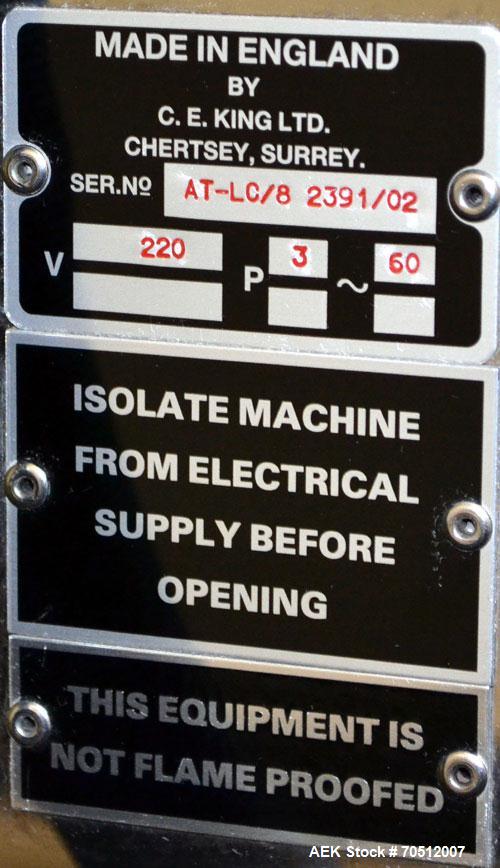 MADE IN ENGLAND
BY
C. E. KING LTD.
CHERTSEY, SURREY.
SER.Nº AT-LC/8 2391/02
V 220 P 3 ~ 60
ISOLATE MACHINE
FROM ELECTRICAL
SUPPLY BEFORE
OPENING
THIS EQUIPMENT IS
NOT FLAME PROOFED
AEK Stock # 70512007